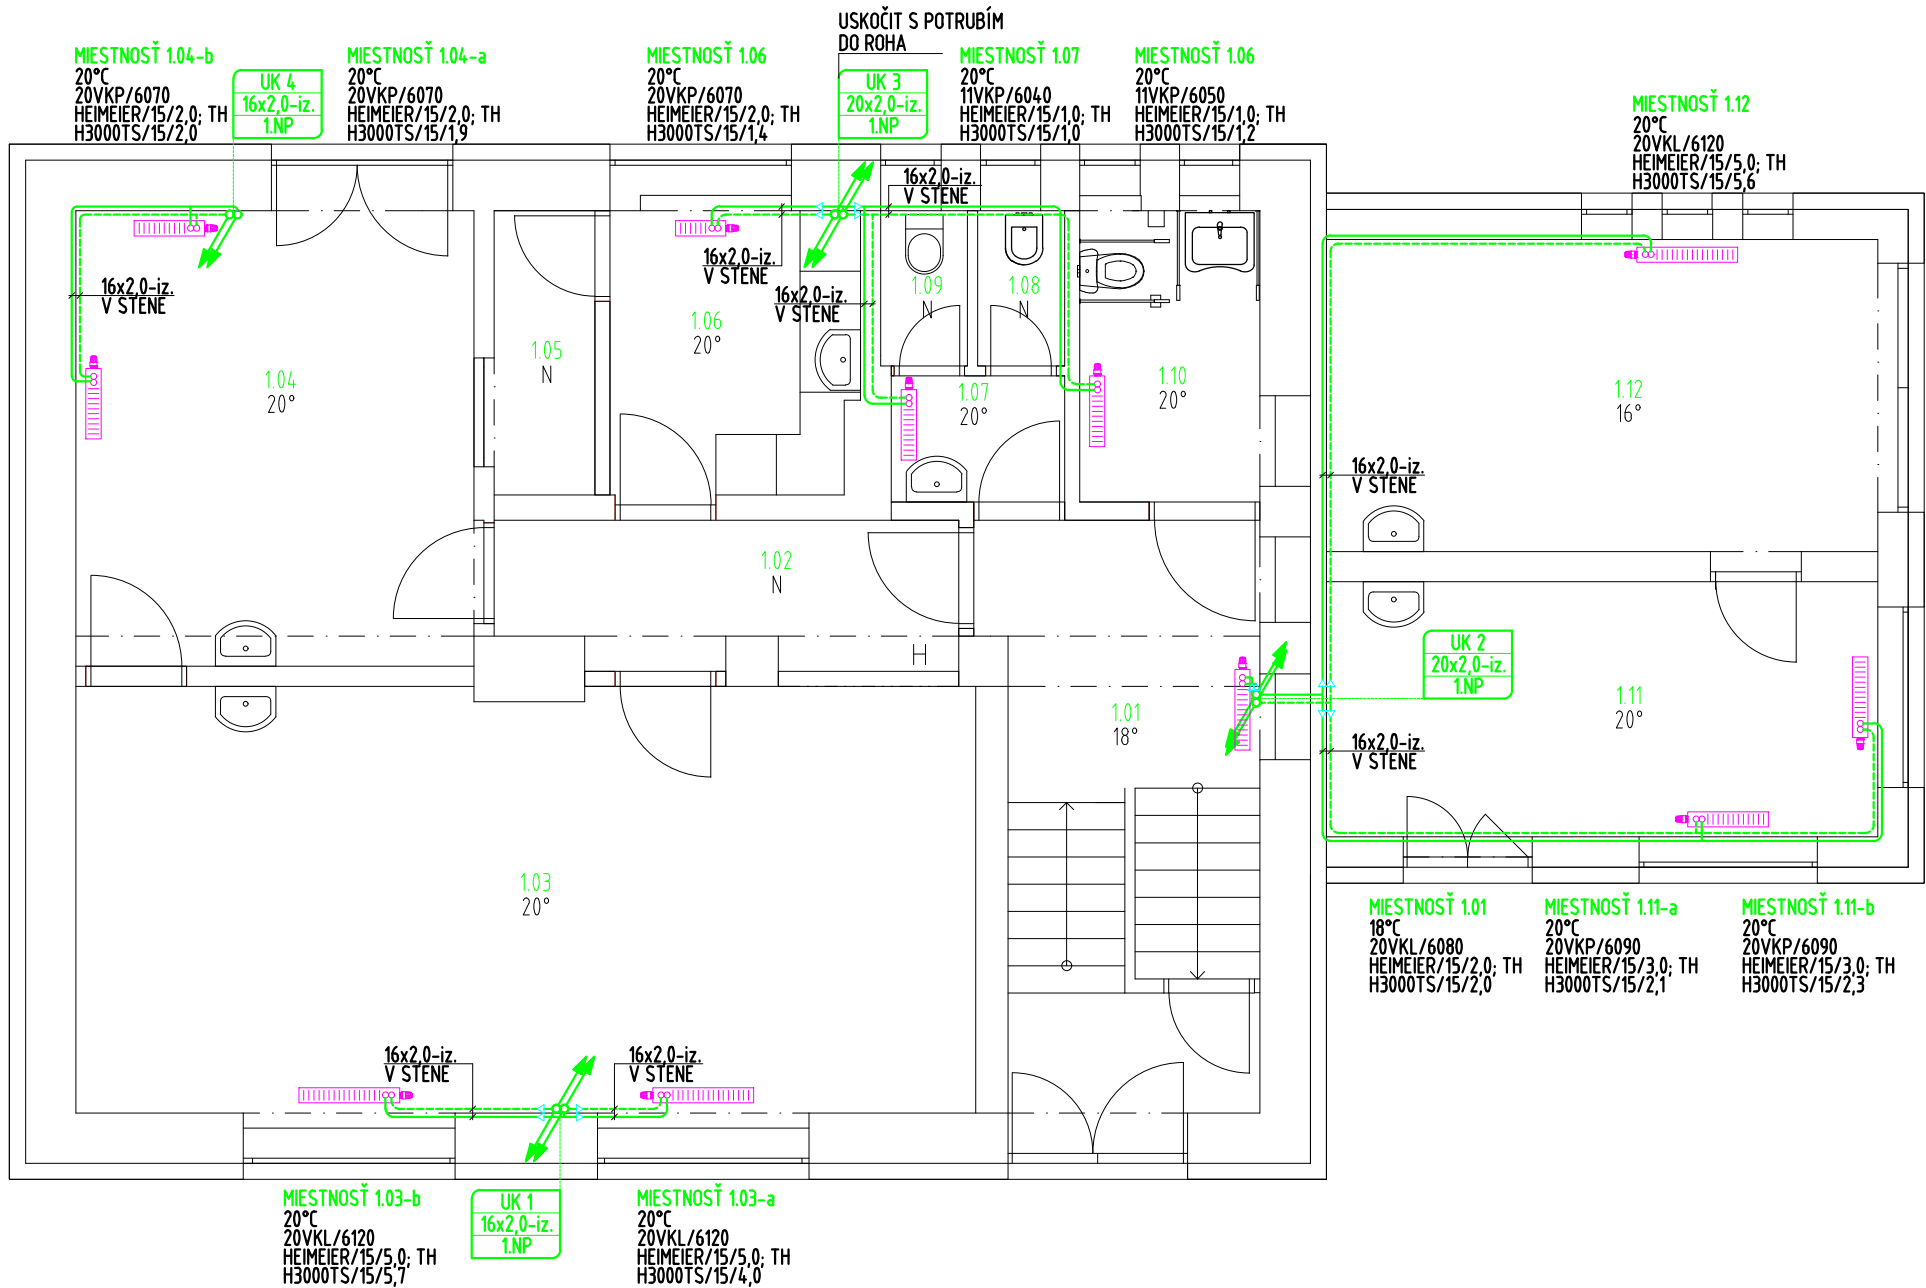 USKOČIT S POTRUBÍM
DO ROHA
MIESTNOSŤ 1.04-b
20°C
20VKP/6070
HEIMEIER/15/2,0; TH
H3000TS/15/2,0
UK 4
16x2,0-iz.
1.NP
MIESTNOSŤ 1.04-a
20°C
20VKP/6070
HEIMEIER/15/2,0; TH
H3000TS/15/1,9
MIESTNOSŤ 1.06
20°C
20VKP/6070
HEIMEIER/15/2,0; TH
H3000TS/15/1,4
UK 3
20x2,0-iz.
1.NP
MIESTNOSŤ 1.07
20°C
11VKP/6040
HEIMEIER/15/1,0; TH
H3000TS/15/1,0
MIESTNOSŤ 1.06
20°C
11VKP/6050
HEIMEIER/15/1,0; TH
H3000TS/15/1,2
MIESTNOSŤ 1.12
20°C
20VKL/6120
HEIMEIER/15/5,0; TH
H3000TS/15/5,6
16x2,0-iz.
V STENE
16x2,0-iz.
V STENE
16x2,0-iz.
V STENE
16x2,0-iz.
V STENE
1.09
N
1.08
N
1.06
20°
1.05
N
1.04
20°
1.07
20°
1.10
20°
1.12
16°
16x2,0-iz.
V STENE
1.02
N
H
UK 2
20x2,0-iz.
1.NP
1.01
18°
1.11
20°
16x2,0-iz.
V STENE
1.03
20°
MIESTNOSŤ 1.01
18°C
20VKL/6080
HEIMEIER/15/2,0; TH
H3000TS/15/2,0
MIESTNOSŤ 1.11-a
20°C
20VKP/6090
HEIMEIER/15/3,0; TH
H3000TS/15/2,1
MIESTNOSŤ 1.11-b
20°C
20VKP/6090
HEIMEIER/15/3,0; TH
H3000TS/15/2,3
16x2,0-iz.
V STENE
16x2,0-iz.
V STENE
MIESTNOSŤ 1.03-b
20°C
20VKL/6120
HEIMEIER/15/5,0; TH
H3000TS/15/5,7
UK 1
16x2,0-iz.
1.NP
MIESTNOSŤ 1.03-a
20°C
20VKL/6120
HEIMEIER/15/5,0; TH
H3000TS/15/4,0